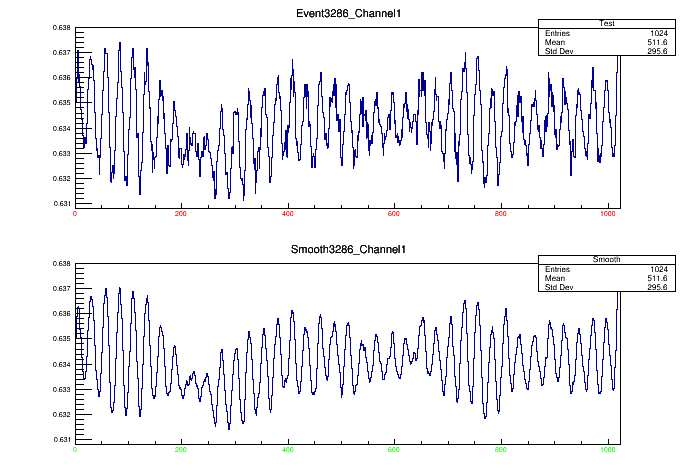 Event3286_Channel1
Test
Entries 1024
Mean 511.6
Std Dev 295.6
0.638
0.637
0.636
0.635
0.634
0.633
0.632
0.631
0 200 400 600 800 1000
Smooth3286_Channel1
Smooth
Entries 1024
Mean 511.6
Std Dev 295.6
0.638
0.637
0.636
0.635
0.634
0.633
0.632
0.631
0 200 400 600 800 1000